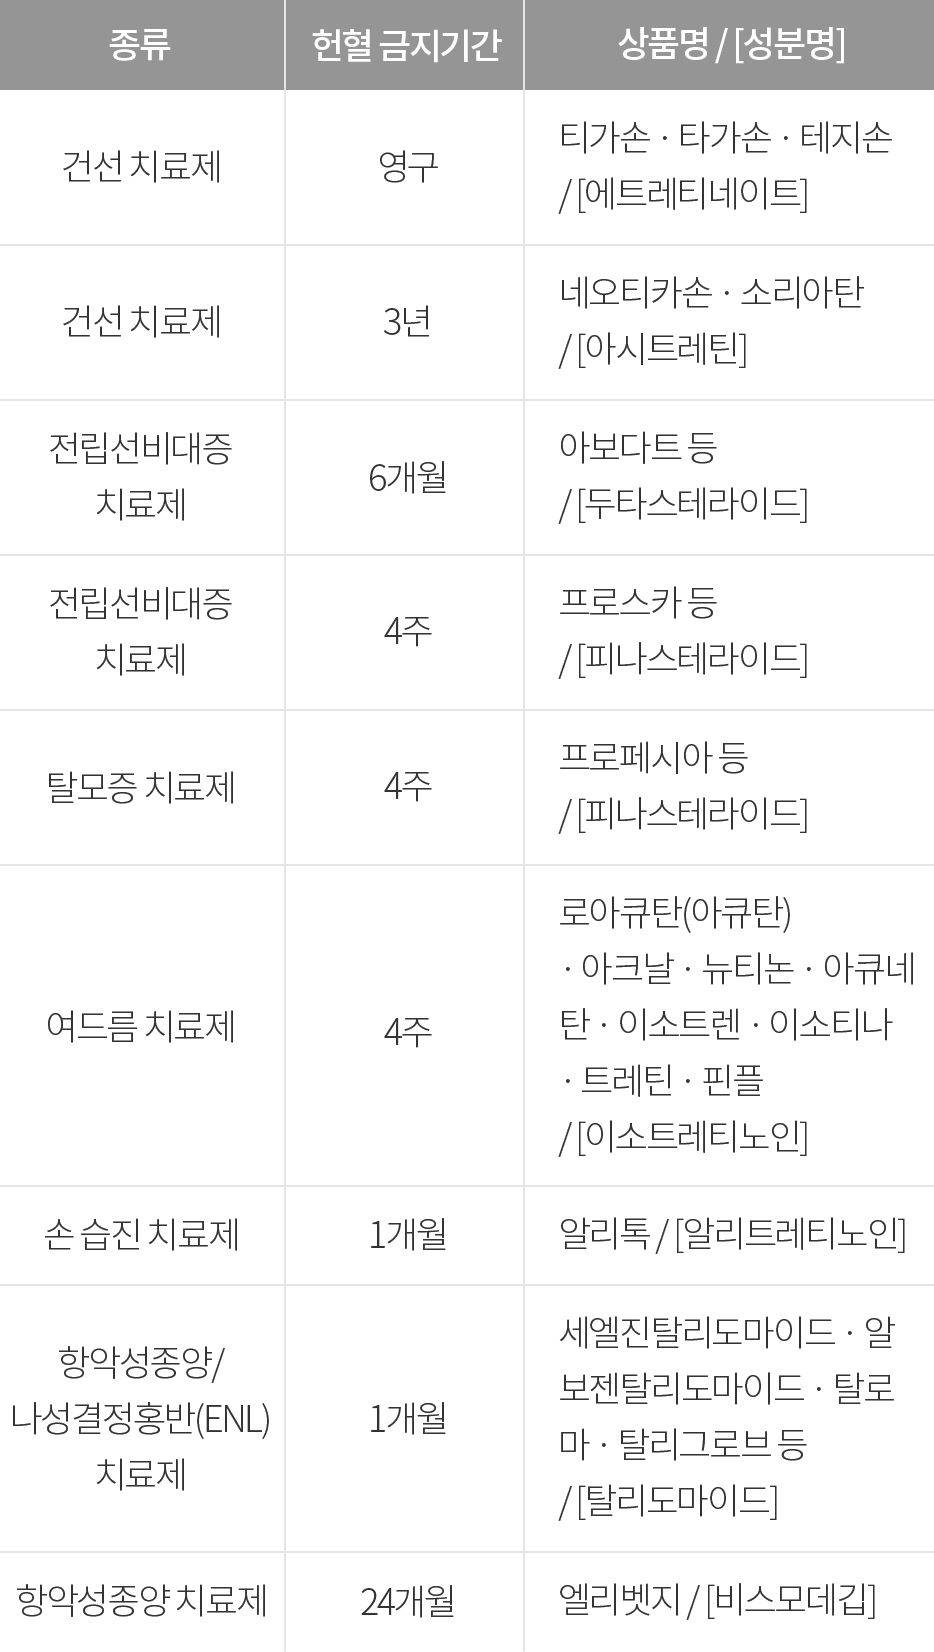 종류 헌혈 금지기간 상품명 / [성분명]
건선 치료제 영구 티가손 · 타가손 · 테지손
/ [에트레티네이트]
건선 치료제 3년 네오티카손 · 소리아탄
/ [아시트레틴]
전립선비대증
치료제
6개월
아보다트 등
/ [두타스테라이드]
전립선비대증
치료제
4주
프로스카 등
/ [피나스테라이드]
탈모증 치료제
4주
프로페시아 등
/ [피나스테라이드]
여드름 치료제
4주
로아큐탄(아큐탄)
· 아크날 · 뉴티논 · 아큐네
탄 · 이소트렌 · 이소티나
· 트레틴 · 핀플
/ [이소트레티노인]
손 습진 치료제 1개월 알리톡 / [알리트레티노인]
항악성종양/
나성결정홍반(ENL)
치료제
1개월
세엘진탈리도마이드 · 알
보젠탈리도마이드 · 탈로
마 · 탈리그로브 등
/ [탈리도마이드]
항악성종양 치료제 24개월 엘리벳지 / [비스모데깁]